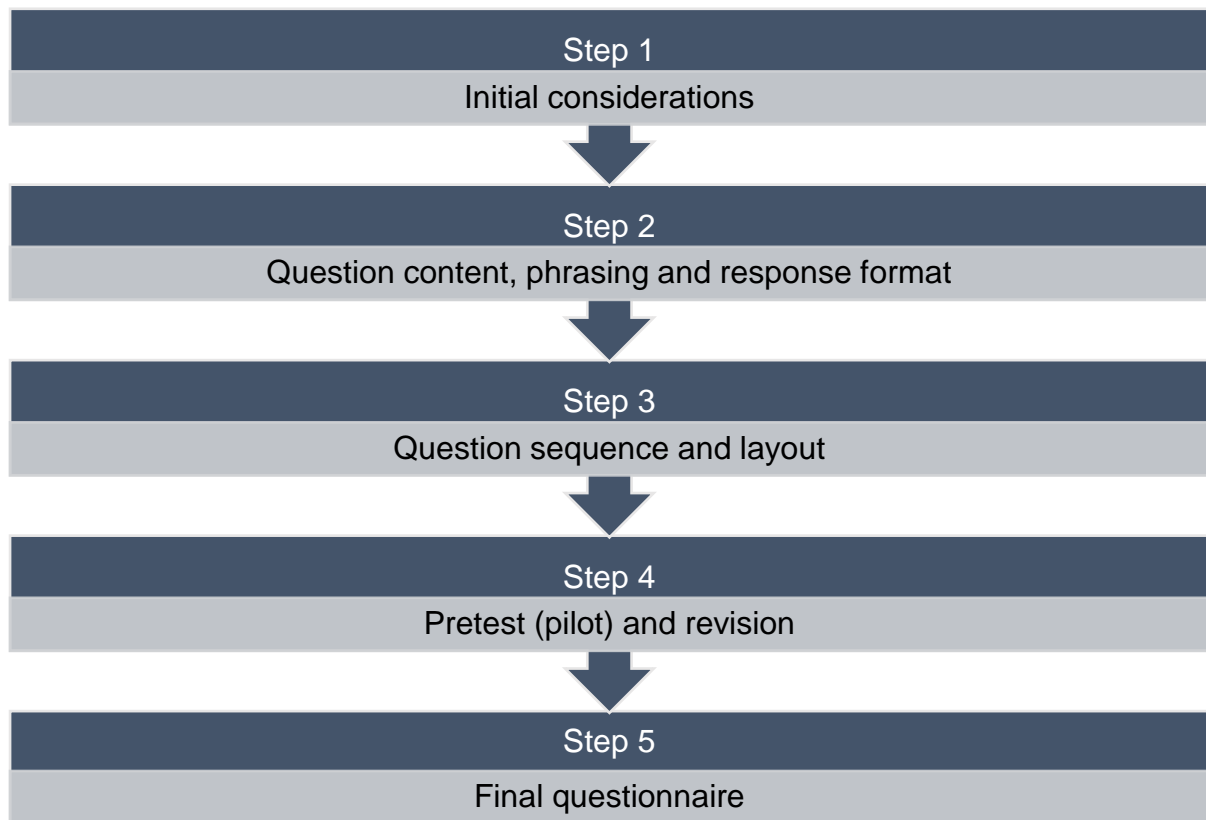 Step 1
Initial considerations
Step 2
Question content, phrasing and response format
Step 3
Question sequence and layout
Step 4
Pretest (pilot) and revision
Step 5
Final questionnaire